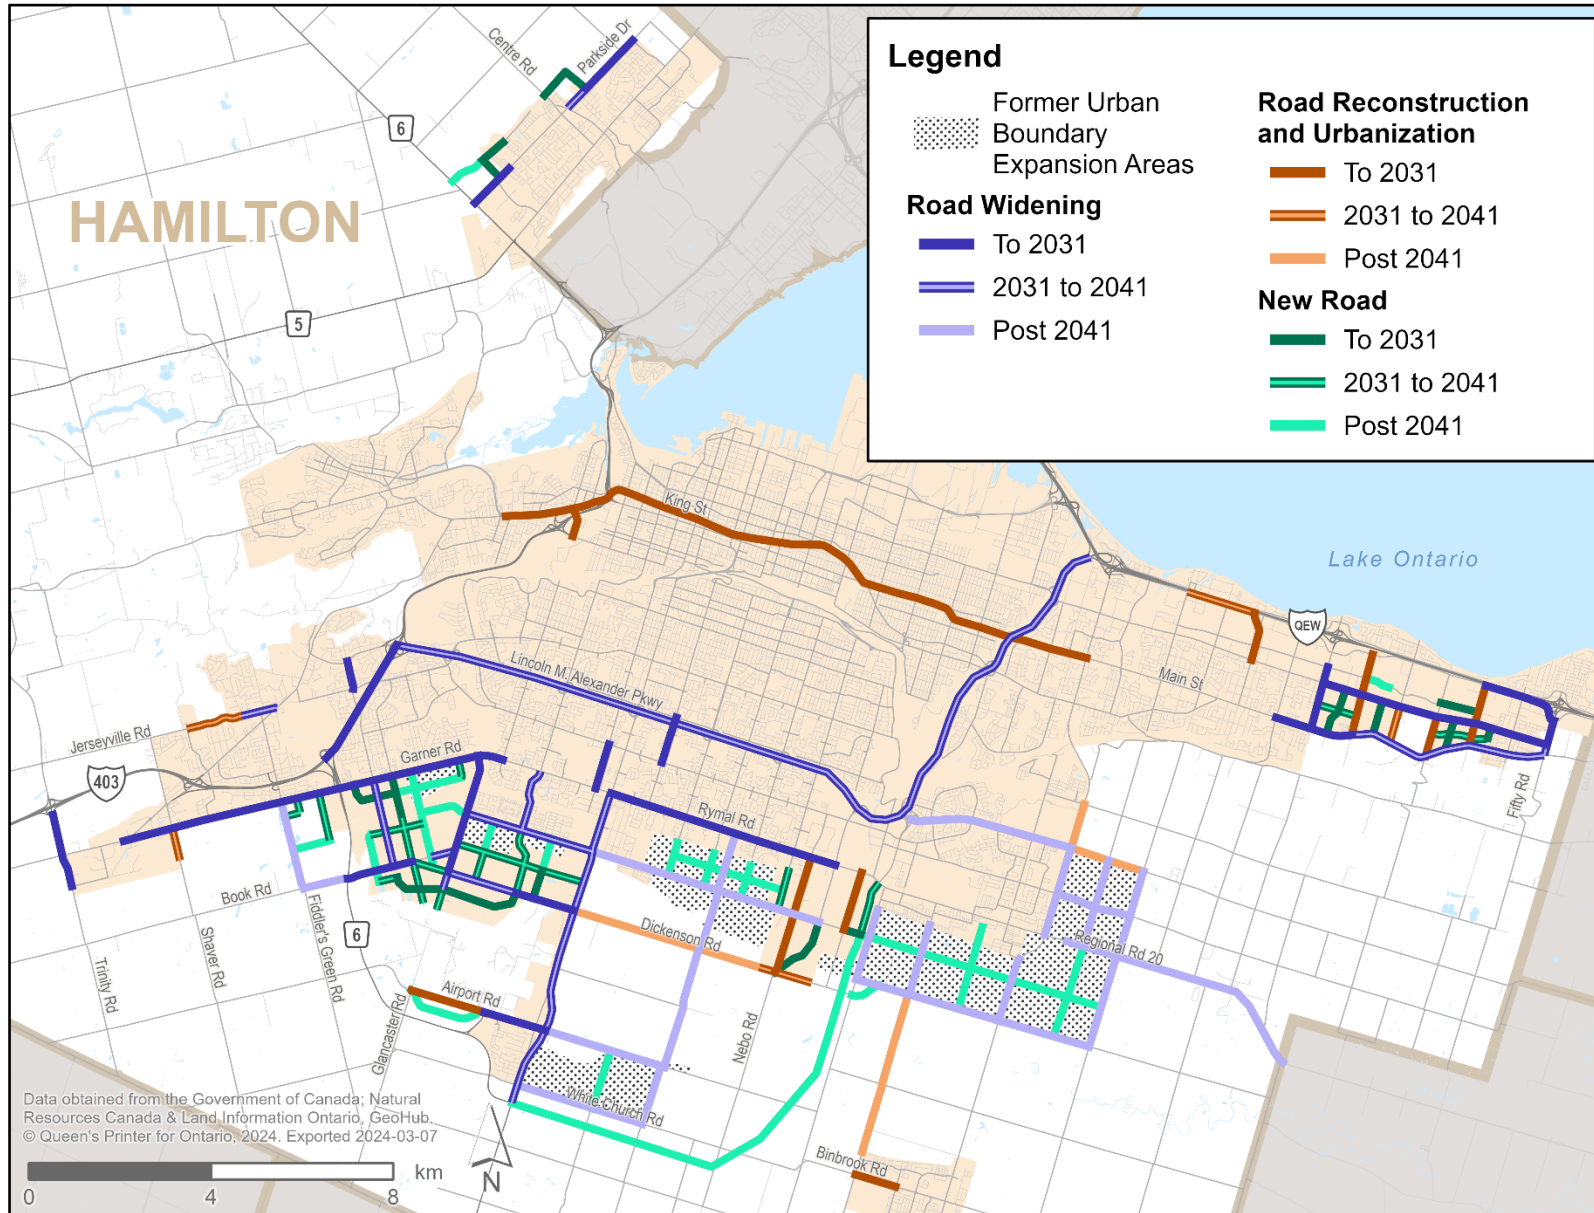 Legend
Former Urban
Boundary
Expansion Areas
Road Widening
To 2031
2031 to 2041
Post 2041
Road Reconstruction
and Urbanization
To 2031
2031 to 2041
Post 2041
New Road
To 2031
2031 to 2041
Post 2041
Centre Rd
Parkside Dr
6
HAMILTON
5
King St
Lake Ontario
QEW
Main St
Lincoln M. Alexander Pkwy
Jerseyville Rd
Garner Rd
403
Rymal Rd
Fifty Rd
Book Rd
Fiddler's Green Rd
6
Shaver Rd
Trinity Rd
Dickenson Rd
Regional Rd 20
Airport Rd
Glancaster Rd
Nebo Rd
White Church Rd
Binbrook Rd
Data obtained from the Government of Canada; Natural
Resources Canada & Land Information Ontario, GeoHub.
© Queen's Printer for Ontario, 2024. Exported 2024-03-07
km
0 4 8
N